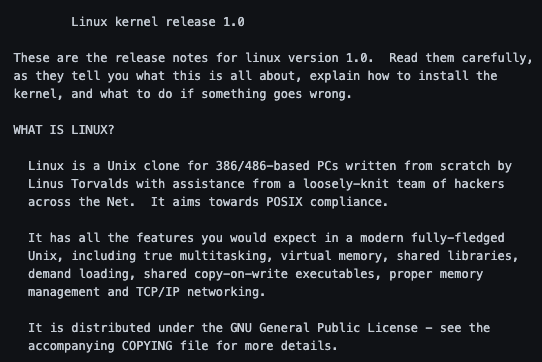 Linux kernel release 1.0
These are the release notes for linux version 1.0.  Read them carefully,
as they tell you what this is all about, explain how to install the
kernel, and what to do if something goes wrong.
WHAT IS LINUX?
Linux is a Unix clone for 386/486-based PCs written from scratch by
Linus Torvalds with assistance from a loosely-knit team of hackers
across the Net.  It aims towards POSIX compliance.
It has all the features you would expect in a modern fully-fledged
Unix, including true multitasking, virtual memory, shared libraries,
demand loading, shared copy-on-write executables, proper memory
management and TCP/IP networking.
It is distributed under the GNU General Public License - see the
accompanying COPYING file for more details.